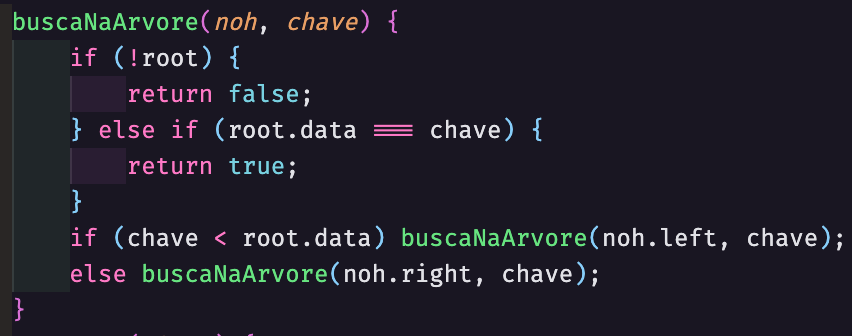 buscaNaArvore(noh, chave) {
if (!root) {
return false;
} else if (root.data === chave) {
return true;
}
if (chave < root.data) buscaNaArvore(noh.left, chave);
else buscaNaArvore(noh.right, chave);
}